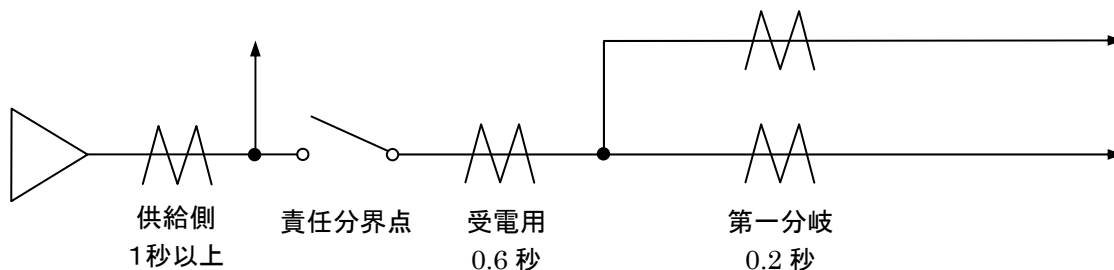 供給側
1秒以上
責任分界点
受電用
0.6 秒
第一分岐
0.2 秒